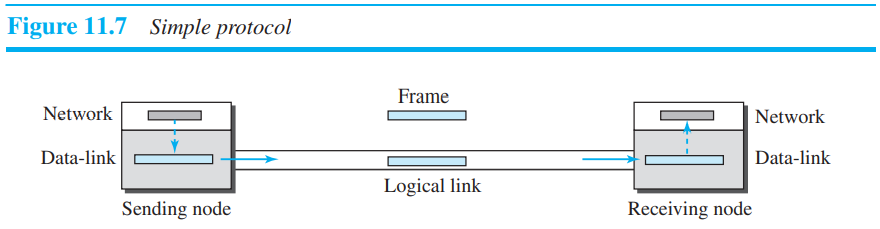 Figure 11.7 Simple protocol
Frame
Network
Network
Data-link
Data-link
Logical link
Sending node
Receiving node